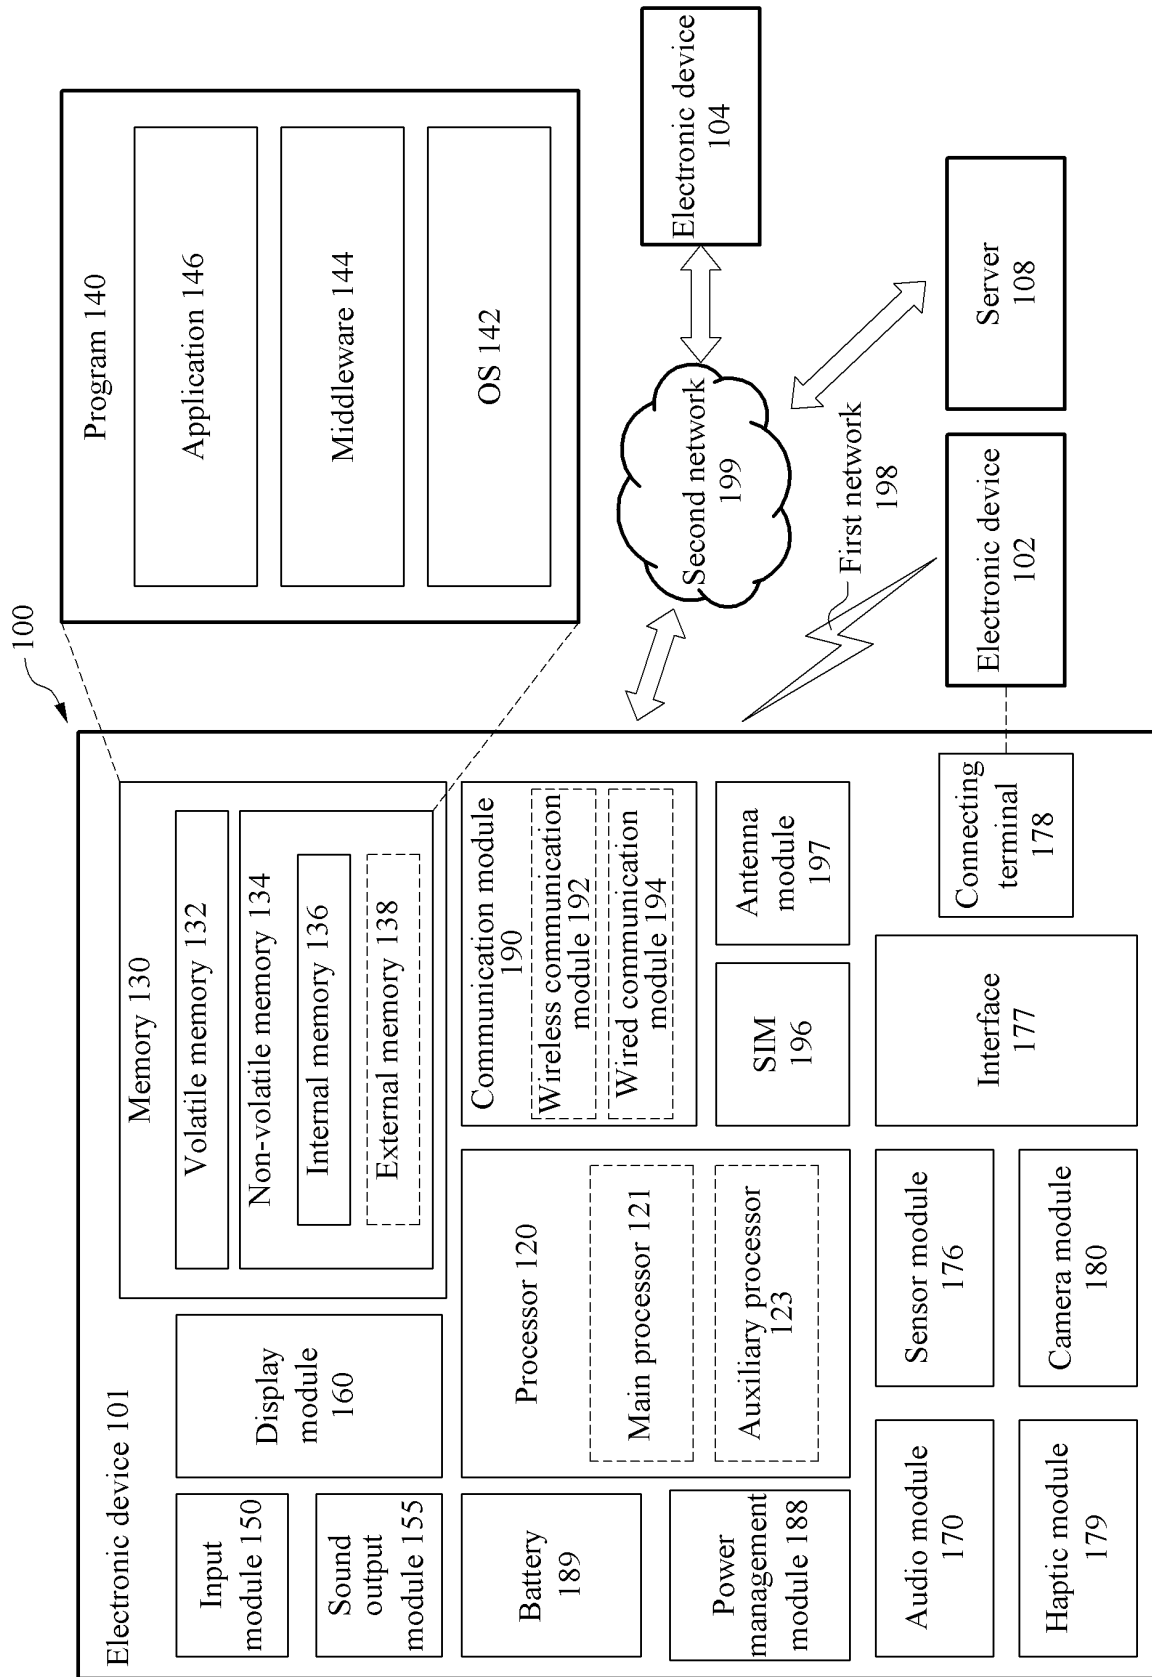 100
Electronic device 101
Input
module 150
Sound
output
module 155
Display
module
160
Memory 130
Volatile memory 132
Non-volatile memory 134
Internal memory 136
External memory 138
Program 140
Application 146
Middleware 144
OS 142
Battery
189
Power
management
module 188
Processor 120
Main processor 121
Auxiliary processor
123
Communication module
190
Wireless communication
module 192
Wired communication
module 194
SIM
196
Antenna
module
197
Second network
199
Electronic device
104
First network
198
Audio module
170
Sensor module
176
Interface
177
Connecting
terminal
178
Electronic device
102
Server
108
Haptic module
179
Camera module
180